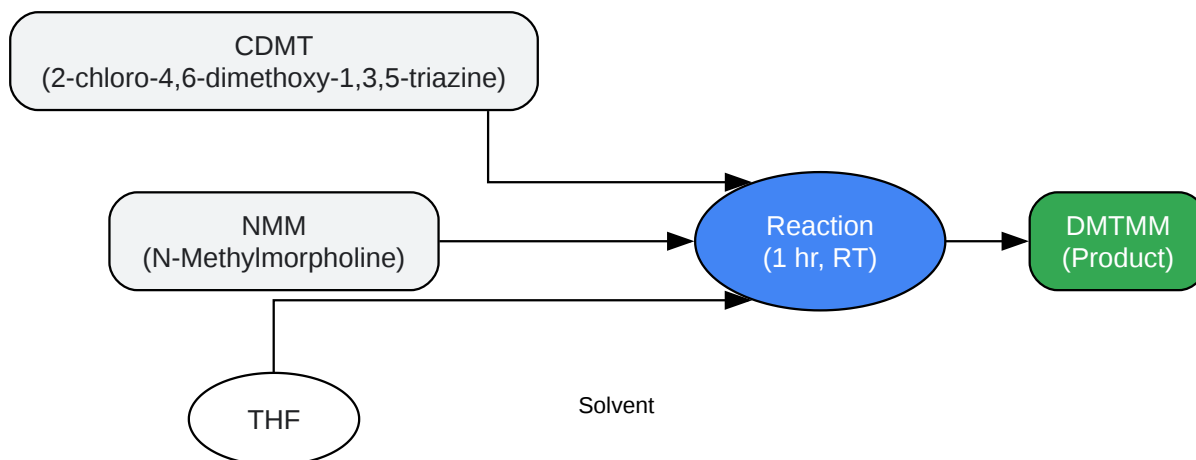 CDMT
(2-chloro-4,6-dimethoxy-1,3,5-triazine)
NMM
(N-Methylmorpholine)
Reaction
(1 hr, RT)
DMTMM
(Product)
THF
Solvent